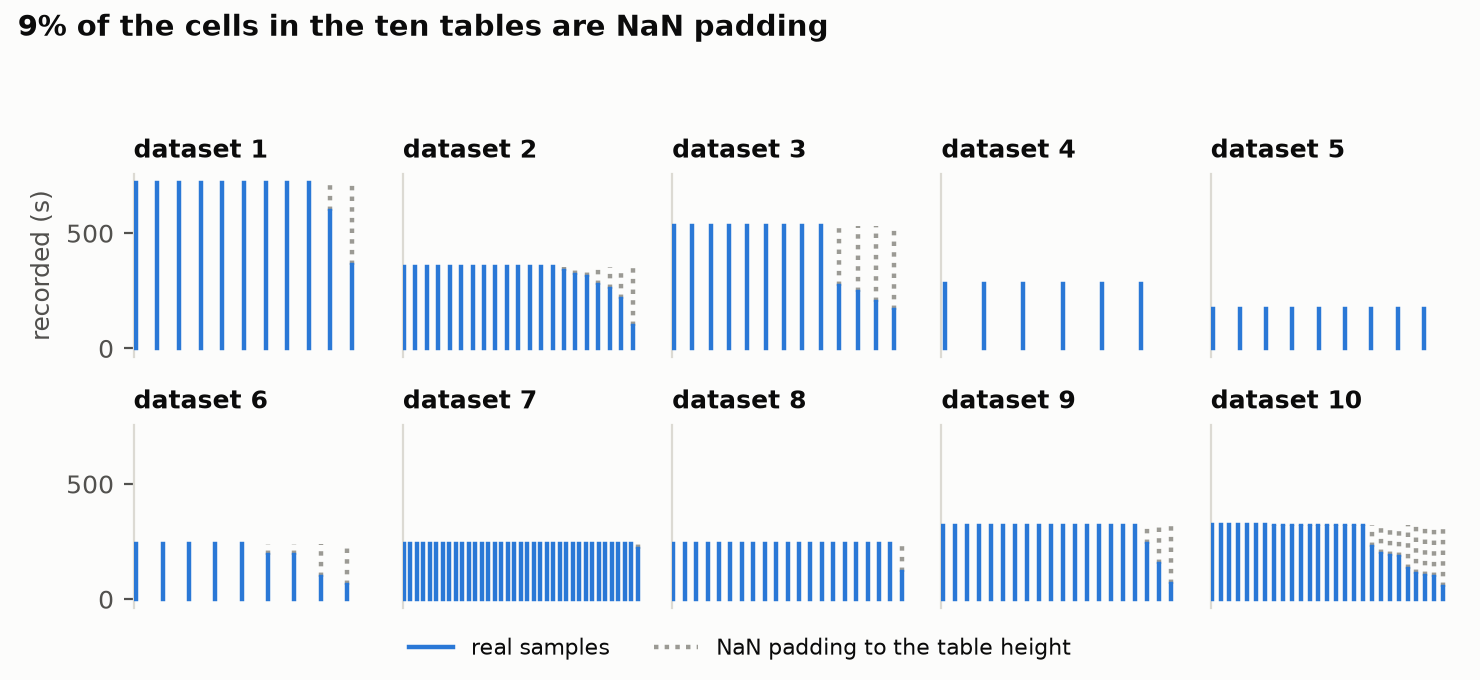 9% of the cells in the ten tables are NaN padding
dataset 1
dataset 2
dataset 3
dataset 4
dataset 5
recorded (s)
500
0
dataset 6
dataset 7
dataset 8
dataset 9
dataset 10
500
0
real samples
NaN padding to the table height